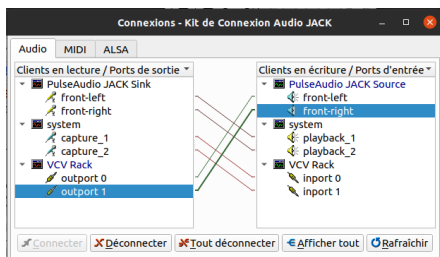 Connexions - Kit de Connexion Audio JACK
Audio MIDI ALSA
Clients en lecture / Ports de sortie
PulseAudio JACK Sink
front-left
front-right
system
capture_1
capture_2
VCV Rack
outport 0
outport 1
Clients en écriture / Ports d'entrée
PulseAudio JACK Source
front-left
front-right
system
playback_1
playback_2
VCV Rack
inport 0
inport 1
Connecter Déconnecter Tout déconnecter Afficher tout Rafraîchir